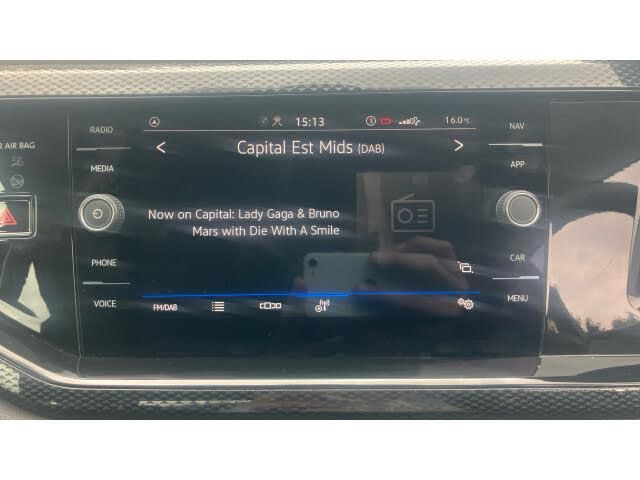 RADIO
15:13
16.0°C
NAV
R AIR BAG
MEDIA
Capital Est Mids (DAB)
APP
Now on Capital: Lady Gaga & Bruno
Mars with Die With A Smile
PHONE
CAR
VOICE
FM/DAB
MENU